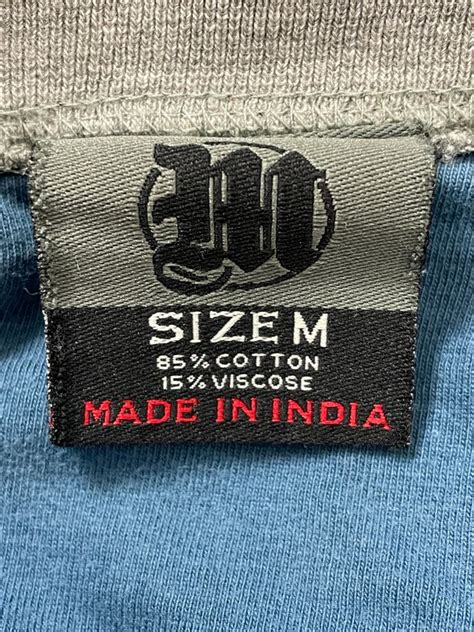 M
SIZE M
85% COTTON
15% VISCOSE
MADE IN INDIA